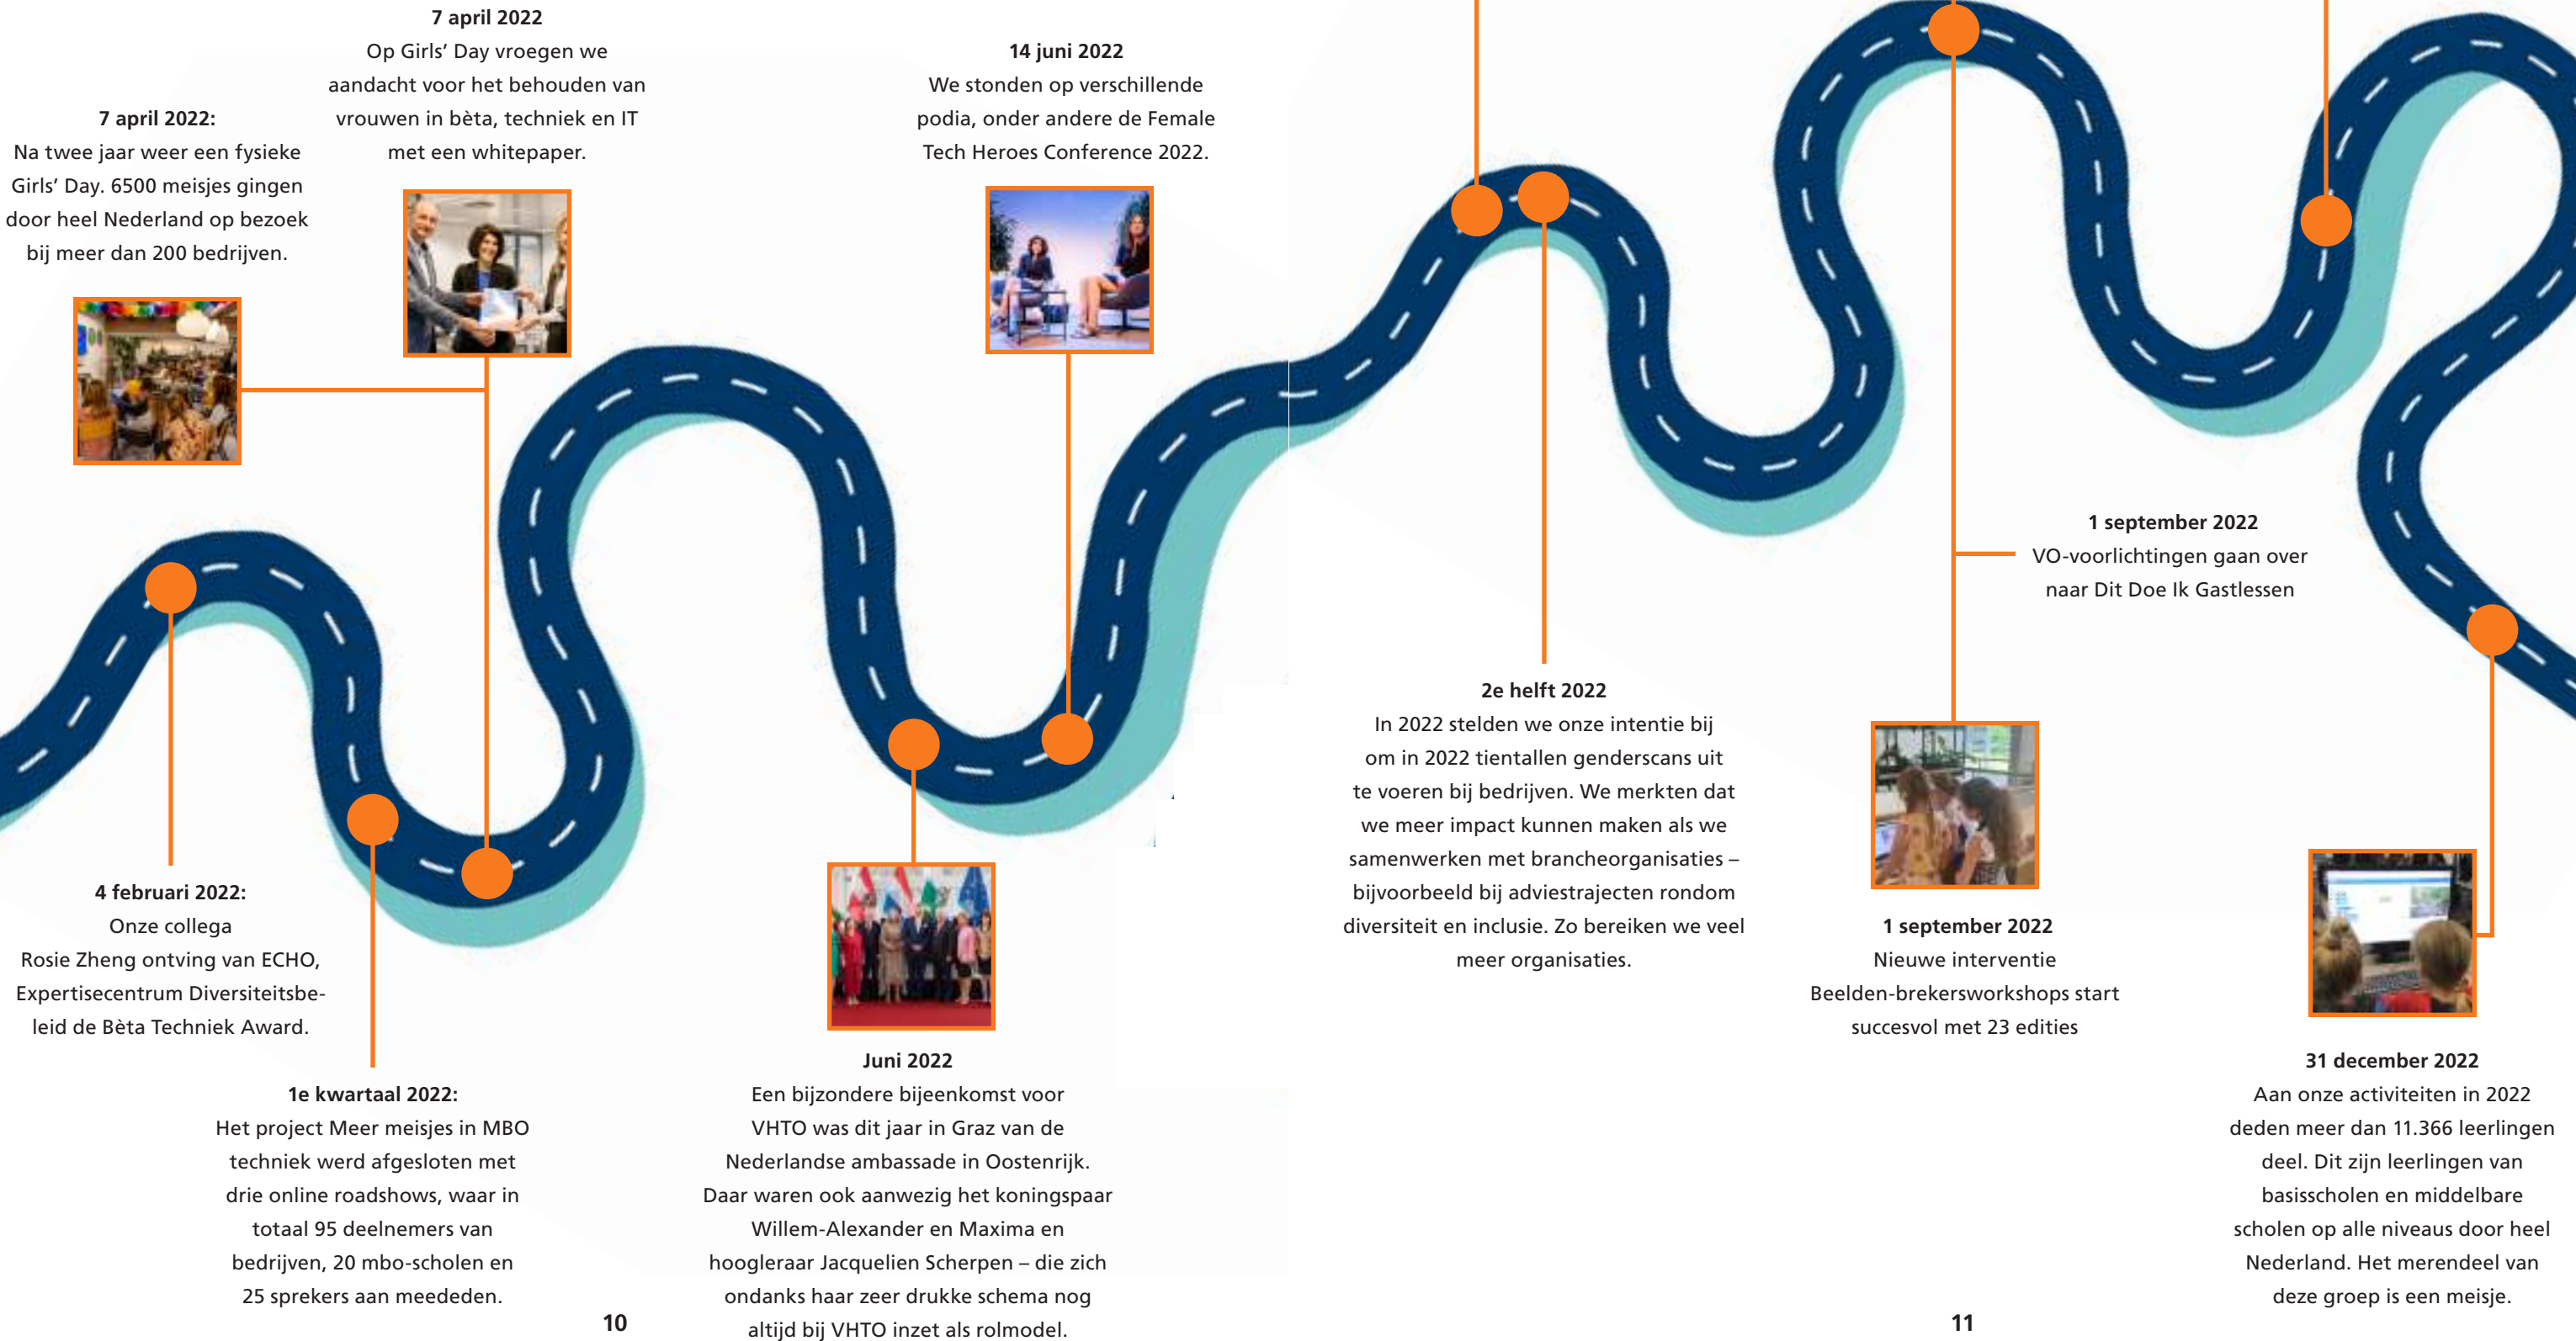 7 april 2022:
Na twee jaar weer een fysieke
Girls’ Day. 6500 meisjes gingen
door heel Nederland op bezoek
bij meer dan 200 bedrijven.
7 april 2022
Op Girls’ Day vroegen we
aandacht voor het behouden van
vrouwen in bèta, techniek en IT
met een whitepaper.
14 juni 2022
We stonden op verschillende
podia, onder andere de Female
Tech Heroes Conference 2022.
4 februari 2022:
Onze collega
Rosie Zheng ontving van ECHO,
Expertisecentrum Diversiteitsbe-
leid de Bèta Techniek Award.
1e kwartaal 2022:
Het project Meer meisjes in MBO
techniek werd afgesloten met
drie online roadshows, waar in
totaal 95 deelnemers van
bedrijven, 20 mbo-scholen en
25 sprekers aan meededen.
Juni 2022
Een bijzondere bijeenkomst voor
VHTO was dit jaar in Graz van de
Nederlandse ambassade in Oostenrijk.
Daar waren ook aanwezig het koningspaar
Willem-Alexander en Maxima en
hoogleraar Jacquelien Scherpen – die zich
ondanks haar zeer drukke schema nog
altijd bij VHTO inzet als rolmodel.
10
2e helft 2022
In 2022 stelden we onze intentie bij
om in 2022 tientallen genderscans uit
te voeren bij bedrijven. We merkten dat
we meer impact kunnen maken als we
samenwerken met brancheorganisaties –
bijvoorbeeld bij adviestrajecten rondom
diversiteit en inclusie. Zo bereiken we veel
meer organisaties.
1 september 2022
VO-voorlichtingen gaan over
naar Dit Doe Ik Gastlessen
1 september 2022
Nieuwe interventie
Beelden-brekersworkshops start
succesvol met 23 edities
31 december 2022
Aan onze activiteiten in 2022
deden meer dan 11.366 leerlingen
deel. Dit zijn leerlingen van
basisscholen en middelbare
scholen op alle niveaus door heel
Nederland. Het merendeel van
deze groep is een meisje.
11